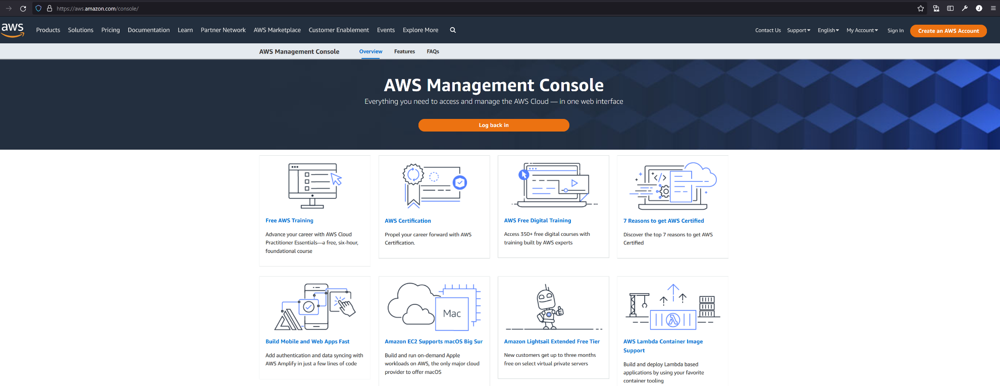 https://aws.amazon.com/console/
J
aws
Products Solutions Pricing Documentation Learn Partner Network AWS Marketplace Customer Enablement Events Explore More
Contact Us Support English My Account Sign In Create an AWS Account
AWS Management Console Overview Features FAQs
AWS Management Console
Everything you need to access and manage the AWS Cloud — in one web interface
Log back in
Free AWS Training
Advance your career with AWS Cloud
Practitioner Essentials—a free, six-hour,
foundational course
AWS Certification
Propel your career forward with AWS
Certification.
AWS Free Digital Training
Access 350+ free digital courses with
training built by AWS experts
</>
7 Reasons to get AWS Certified
Discover the top 7 reasons to get AWS
Certified
Build Mobile and Web Apps Fast
Add authentication and data syncing with
AWS Amplify in just a few lines of code
Mac
Amazon EC2 Supports macOS Big Sur
Build and run on-demand Apple
workloads on AWS, the only major cloud
provider to offer macOS
Amazon Lightsail Extended Free Tier
New customers get up to three months
free on select virtual private servers
AWS Lambda Container Image
Support
Build and deploy Lambda based
applications by using your favorite
container tooling